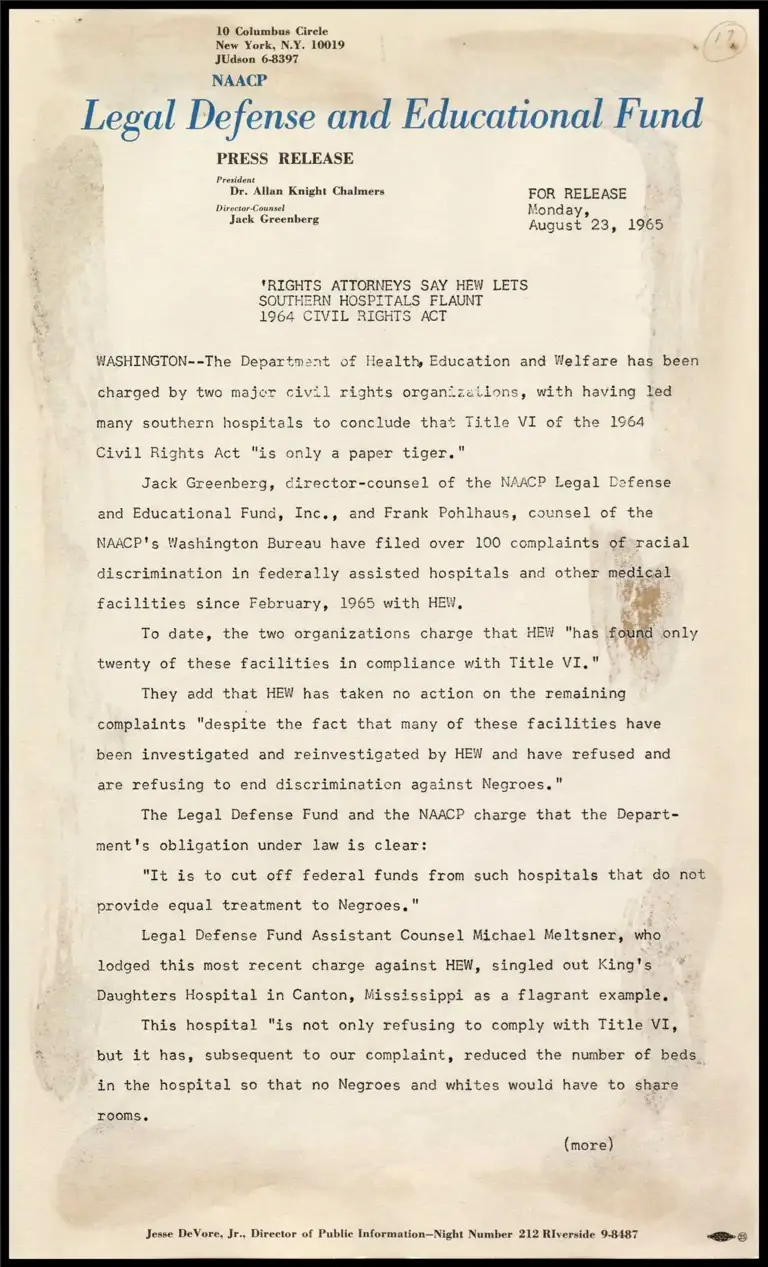 10 Columbus Circle
New York, N.Y. 10019
JUdson 6-8397
NAACP
Legal Defense and Educational Fund
PRESS RELEASE
President
Dr. Allan Knight Chalmers
Director-Counsel
Jack Greenberg
FOR RELEASE
Monday,
August 23, 1965
'RIGHTS ATTORNEYS SAY HEW LETS
SOUTHERN HOSPITALS FLAUNT
1964 CIVIL RIGHTS ACT
WASHINGTON--The Department of Health, Education and Welfare has been
charged by two major civil rights organizations, with having led
many southern hospitals to conclude that Title VI of the 1964
Civil Rights Act "is only a paper tiger."
Jack Greenberg, director-counsel of the NAACP Legal Defense
and Educational Fund, Inc., and Frank Pohlhaus, counsel of the
NAACP's Washington Bureau have filed over 100 complaints of racial
discrimination in federally assisted hospitals and other medical
facilities since February, 1965 with HEW.
To date, the two organizations charge that HEW "has found only
twenty of these facilities in compliance with Title VI."
They add that HEW has taken no action on the remaining
complaints "despite the fact that many of these facilities have
been investigated and reinvestigated by HEW and have refused and
are refusing to end discrimination against Negroes."
The Legal Defense Fund and the NAACP charge that the Depart-
ment's obligation under law is clear:
"It is to cut off federal funds from such hospitals that do not
provide equal treatment to Negroes."
Legal Defense Fund Assistant Counsel Michael Meltsner, who
lodged this most recent charge against HEW, singled out King's
Daughters Hospital in Canton, Mississippi as a flagrant example.
This hospital "is not only refusing to comply with Title VI,
but it has, subsequent to our complaint, reduced the number of beds
in the hospital so that no Negroes and whites would have to share
rooms.
(more)
Jesse DeVore, Jr., Director of Public Information—Night Number 212 RIverside 9-8487